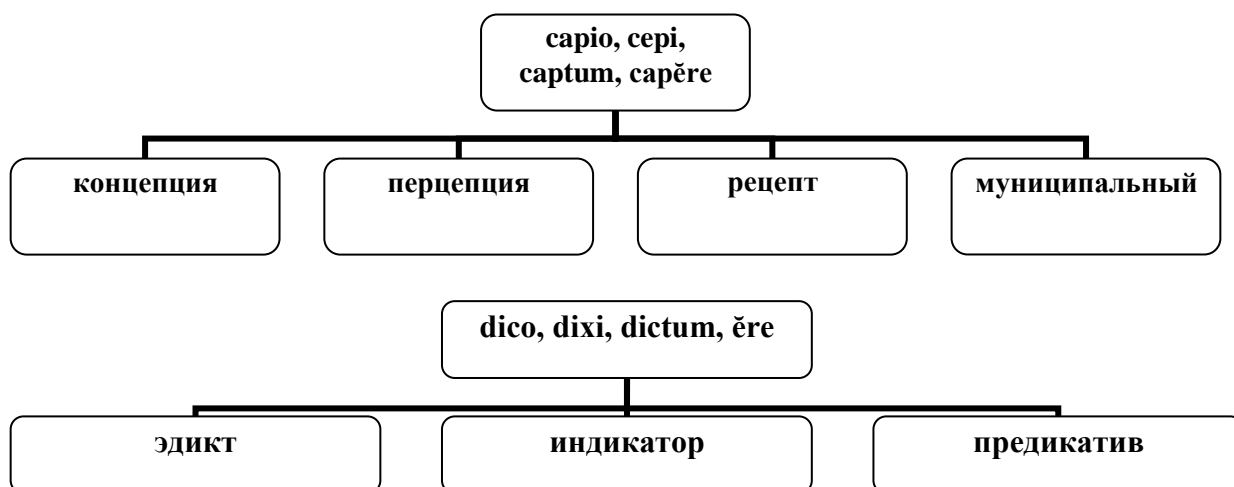 capio, cepi,
captum, capĕre
концепция
перцепция
рецепт
муниципальный
dico, dixi, dictum, ĕre
эдикт
индикатор
предикатив